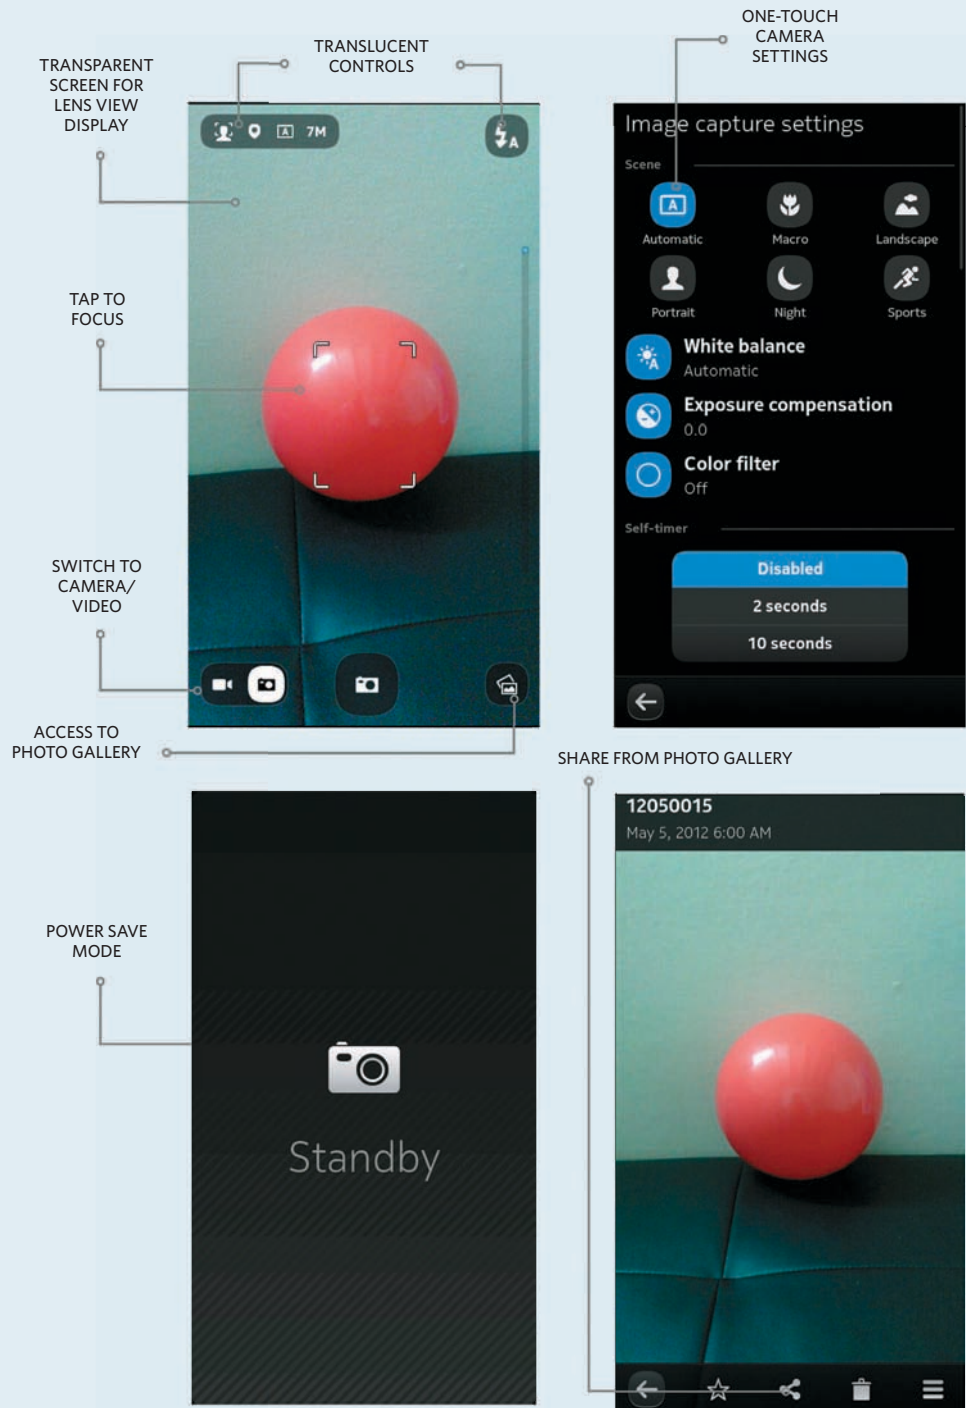 ONE-TOUCH
CAMERA
SETTINGS
TRANSLUCENT
CONTROLS
TRANSPARENT
SCREEN FOR
LENS VIEW
DISPLAY
7M
A
A
TAP TO
FOCUS
SWITCH TO
CAMERA/
VIDEO
ACCESS TO
PHOTO GALLERY
Image capture settings
Scene
A
Automatic
Macro
Landscape
Portrait
Night
Sports
A
White balance
Automatic
Exposure compensation
0.0
Color filter
Off
Self-timer
Disabled
2 seconds
10 seconds
SHARE FROM PHOTO GALLERY
POWER SAVE
MODE
Standby
12050015
May 5, 2012 6:00 AM